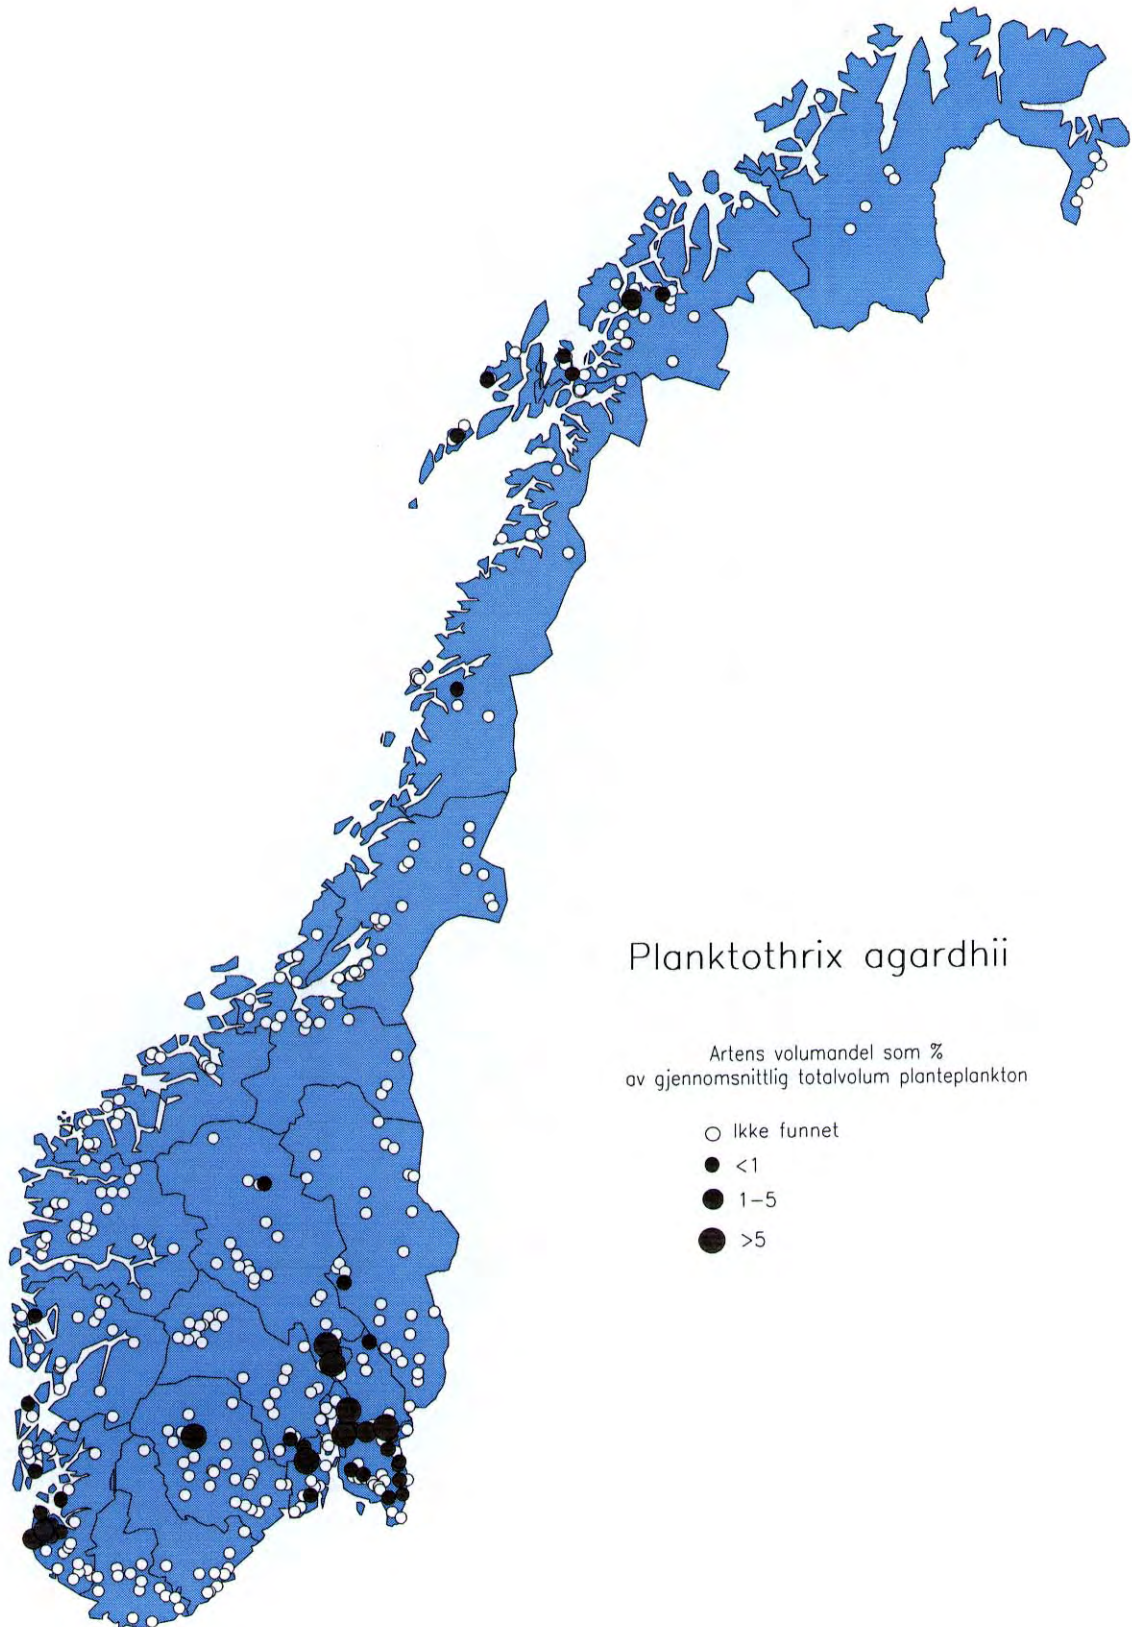 Planktothrix agardhii
Artens volumandel som %
av gjennomsnittlig totalvolum planteplankton
Ikke funnet
<1
1–5
>5